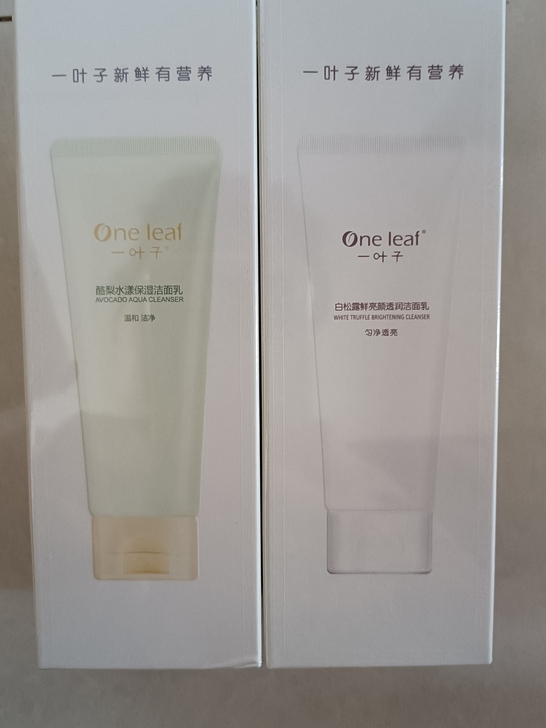 一叶子新鲜有营养
One leaf
一叶子®
酪梨水漾保湿洁面乳
AVOCADO AQUA CLEANSER
温和 洁净
一叶子新鲜有营养
One leaf®
一叶子
白松露鲜亮颜透润洁面乳
WHITE TRUFFLE BRIGHTENING CLEANSER
匀净透亮